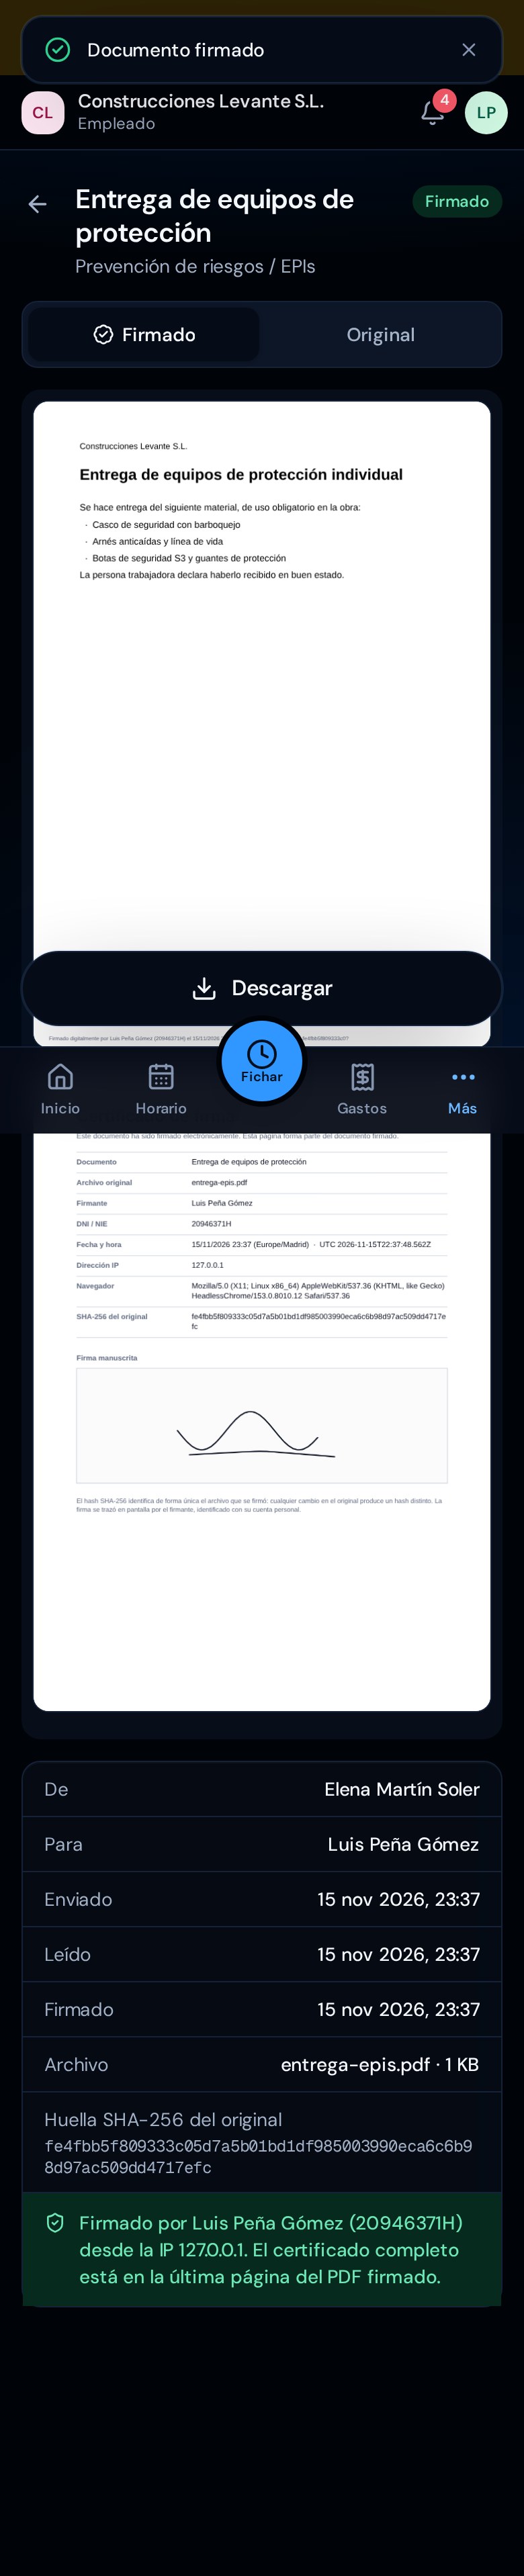 Documento firmado
CL
Construcciones Levante S.L.
Empleado
4
LP
Entrega de equipos de
protección
Firmado
Prevención de riesgos / EPIs
Firmado
Original
Construcciones Levante S.L.
Entrega de equipos de protección individual
Se hace entrega del siguiente material, de uso obligatorio en la obra:
· Casco de seguridad con barboquejo
· Arnés anticaídas y línea de vida
· Botas de seguridad S3 y guantes de protección
La persona trabajadora declara haberlo recibido en buen estado.
Descargar
Firmado digitalmente por Luis Peña Gómez (20946371H) el 15/11/2026
Inicio
Horario
Fichar
Gastos
Más
Este documento ha sido firmado electrónicamente. Esta página forma parte del documento firmado.
Documento Entrega de equipos de protección
Archivo original entrega-epis.pdf
Firmante Luis Peña Gómez
DNI / NIE 20946371H
Fecha y hora 15/11/2026 23:37 (Europe/Madrid) · UTC 2026-11-15T22:37:48.562Z
Dirección IP 127.0.0.1
Navegador Mozilla/5.0 (X11; Linux x86_64) AppleWebKit/537.36 (KHTML, like Gecko)
HeadlessChrome/153.0.8010.12 Safari/537.36
SHA-256 del original fe4fbb5f809333c05d7a5b01bd1df985003990eca6c6b98d97ac509dd4717e
fc
Firma manuscrita
El hash SHA-256 identifica de forma única el archivo que se firmó: cualquier cambio en el original produce un hash distinto. La
firma se trazó en pantalla por el firmante, identificado con su cuenta personal.
De Elena Martín Soler
Para Luis Peña Gómez
Enviado 15 nov 2026, 23:37
Leído 15 nov 2026, 23:37
Firmado 15 nov 2026, 23:37
Archivo entrega-epis.pdf · 1 KB
Huella SHA-256 del original
fe4fbb5f809333c05d7a5b01bd1df985003990eca6c6b9
8d97ac509dd4717efc
Firmado por Luis Peña Gómez (20946371H)
desde la IP 127.0.0.1. El certificado completo
está en la última página del PDF firmado.